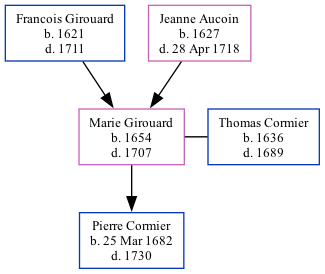 Francois Girouard
b. 1621
d. 1711
Jeanne Aucoin
b. 1627
d. 28 Apr 1718
Marie Girouard
b. 1654
d. 1707
Thomas Cormier
b. 1636
d. 1689
Pierre Cormier
b. 25 Mar 1682
d. 1730